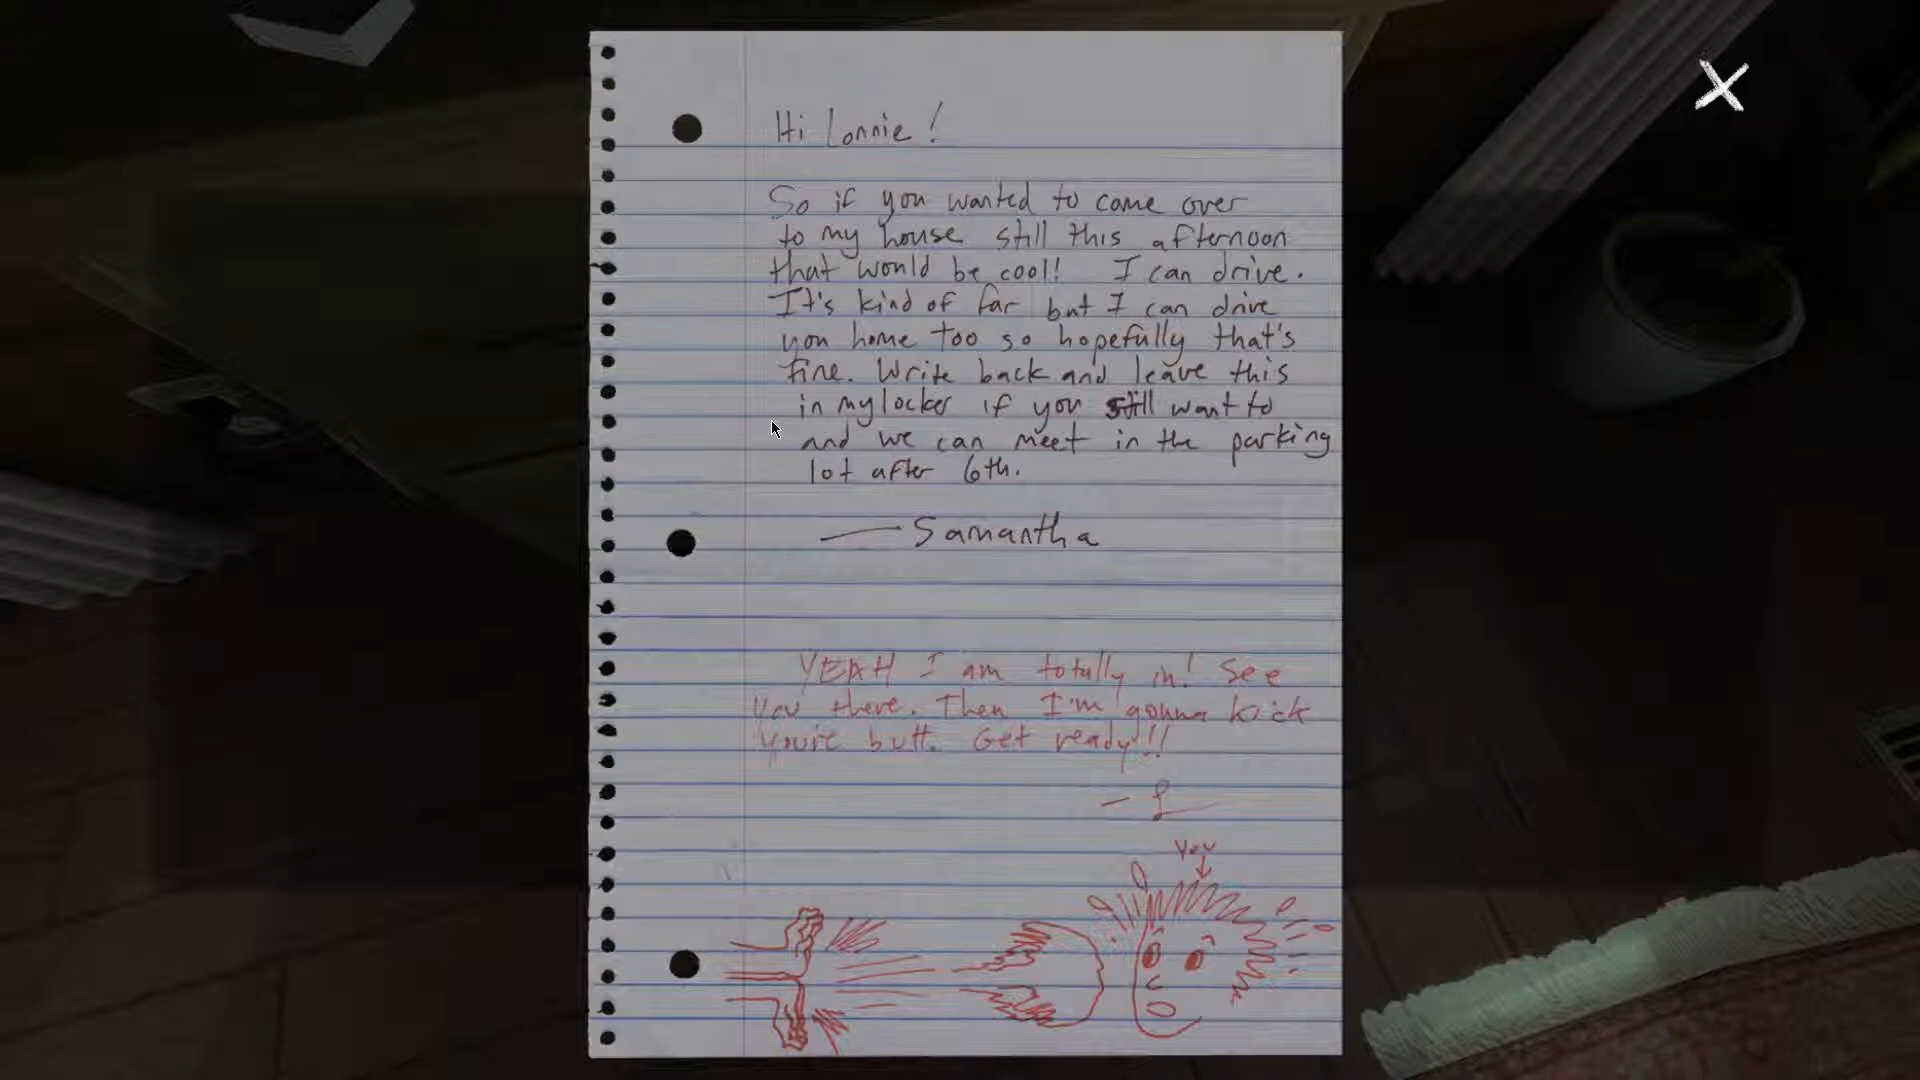 Hi Lonnie!
So if you wanted to come over
to my house still this afternoon
that would be cool! I can drive.
It's kind of far but I can drive
you home too so hopefully that's
fine. Write back and leave this
in my locker if you still want to
and we can meet in the parking
lot after 6th.
— Samantha
YEAH I am totally in! See
you there. Then I'm gonna kick
you're butt. Get ready!!
— L
You